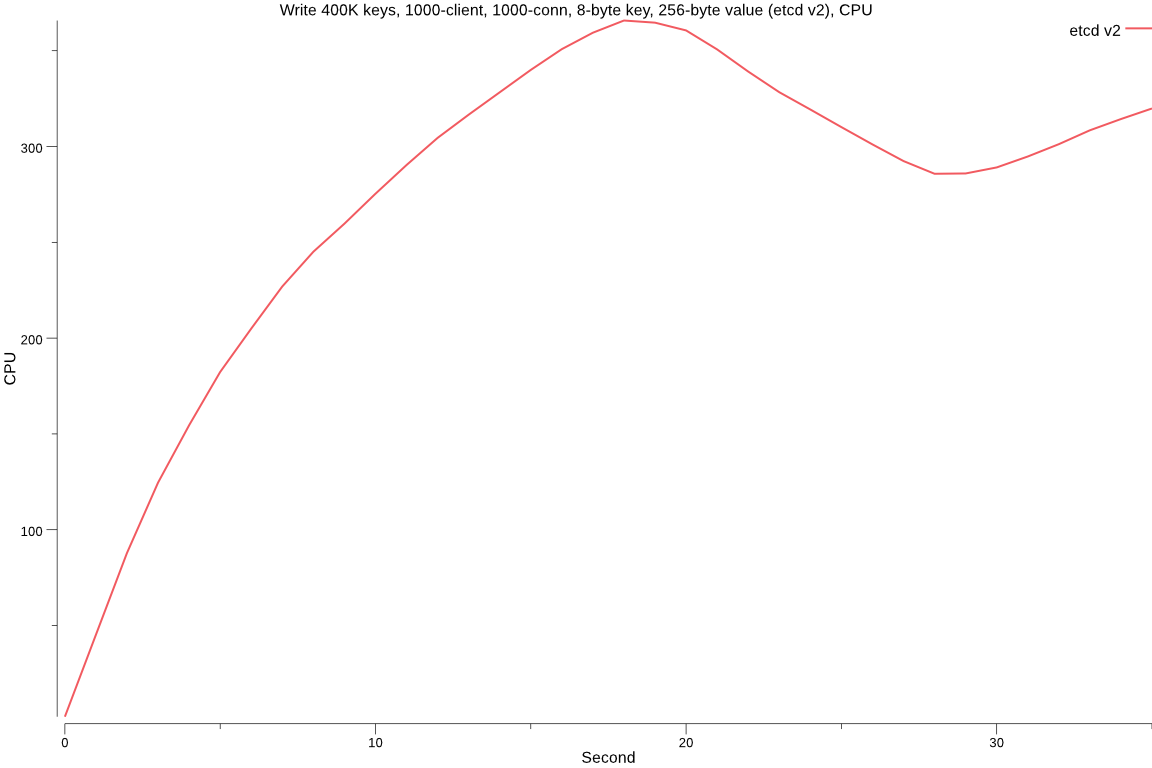 Write 400K keys, 1000-client, 1000-conn, 8-byte key, 256-byte value (etcd v2), CPU
etcd v2
300
200
100
CPU
0 10 20 30
Second